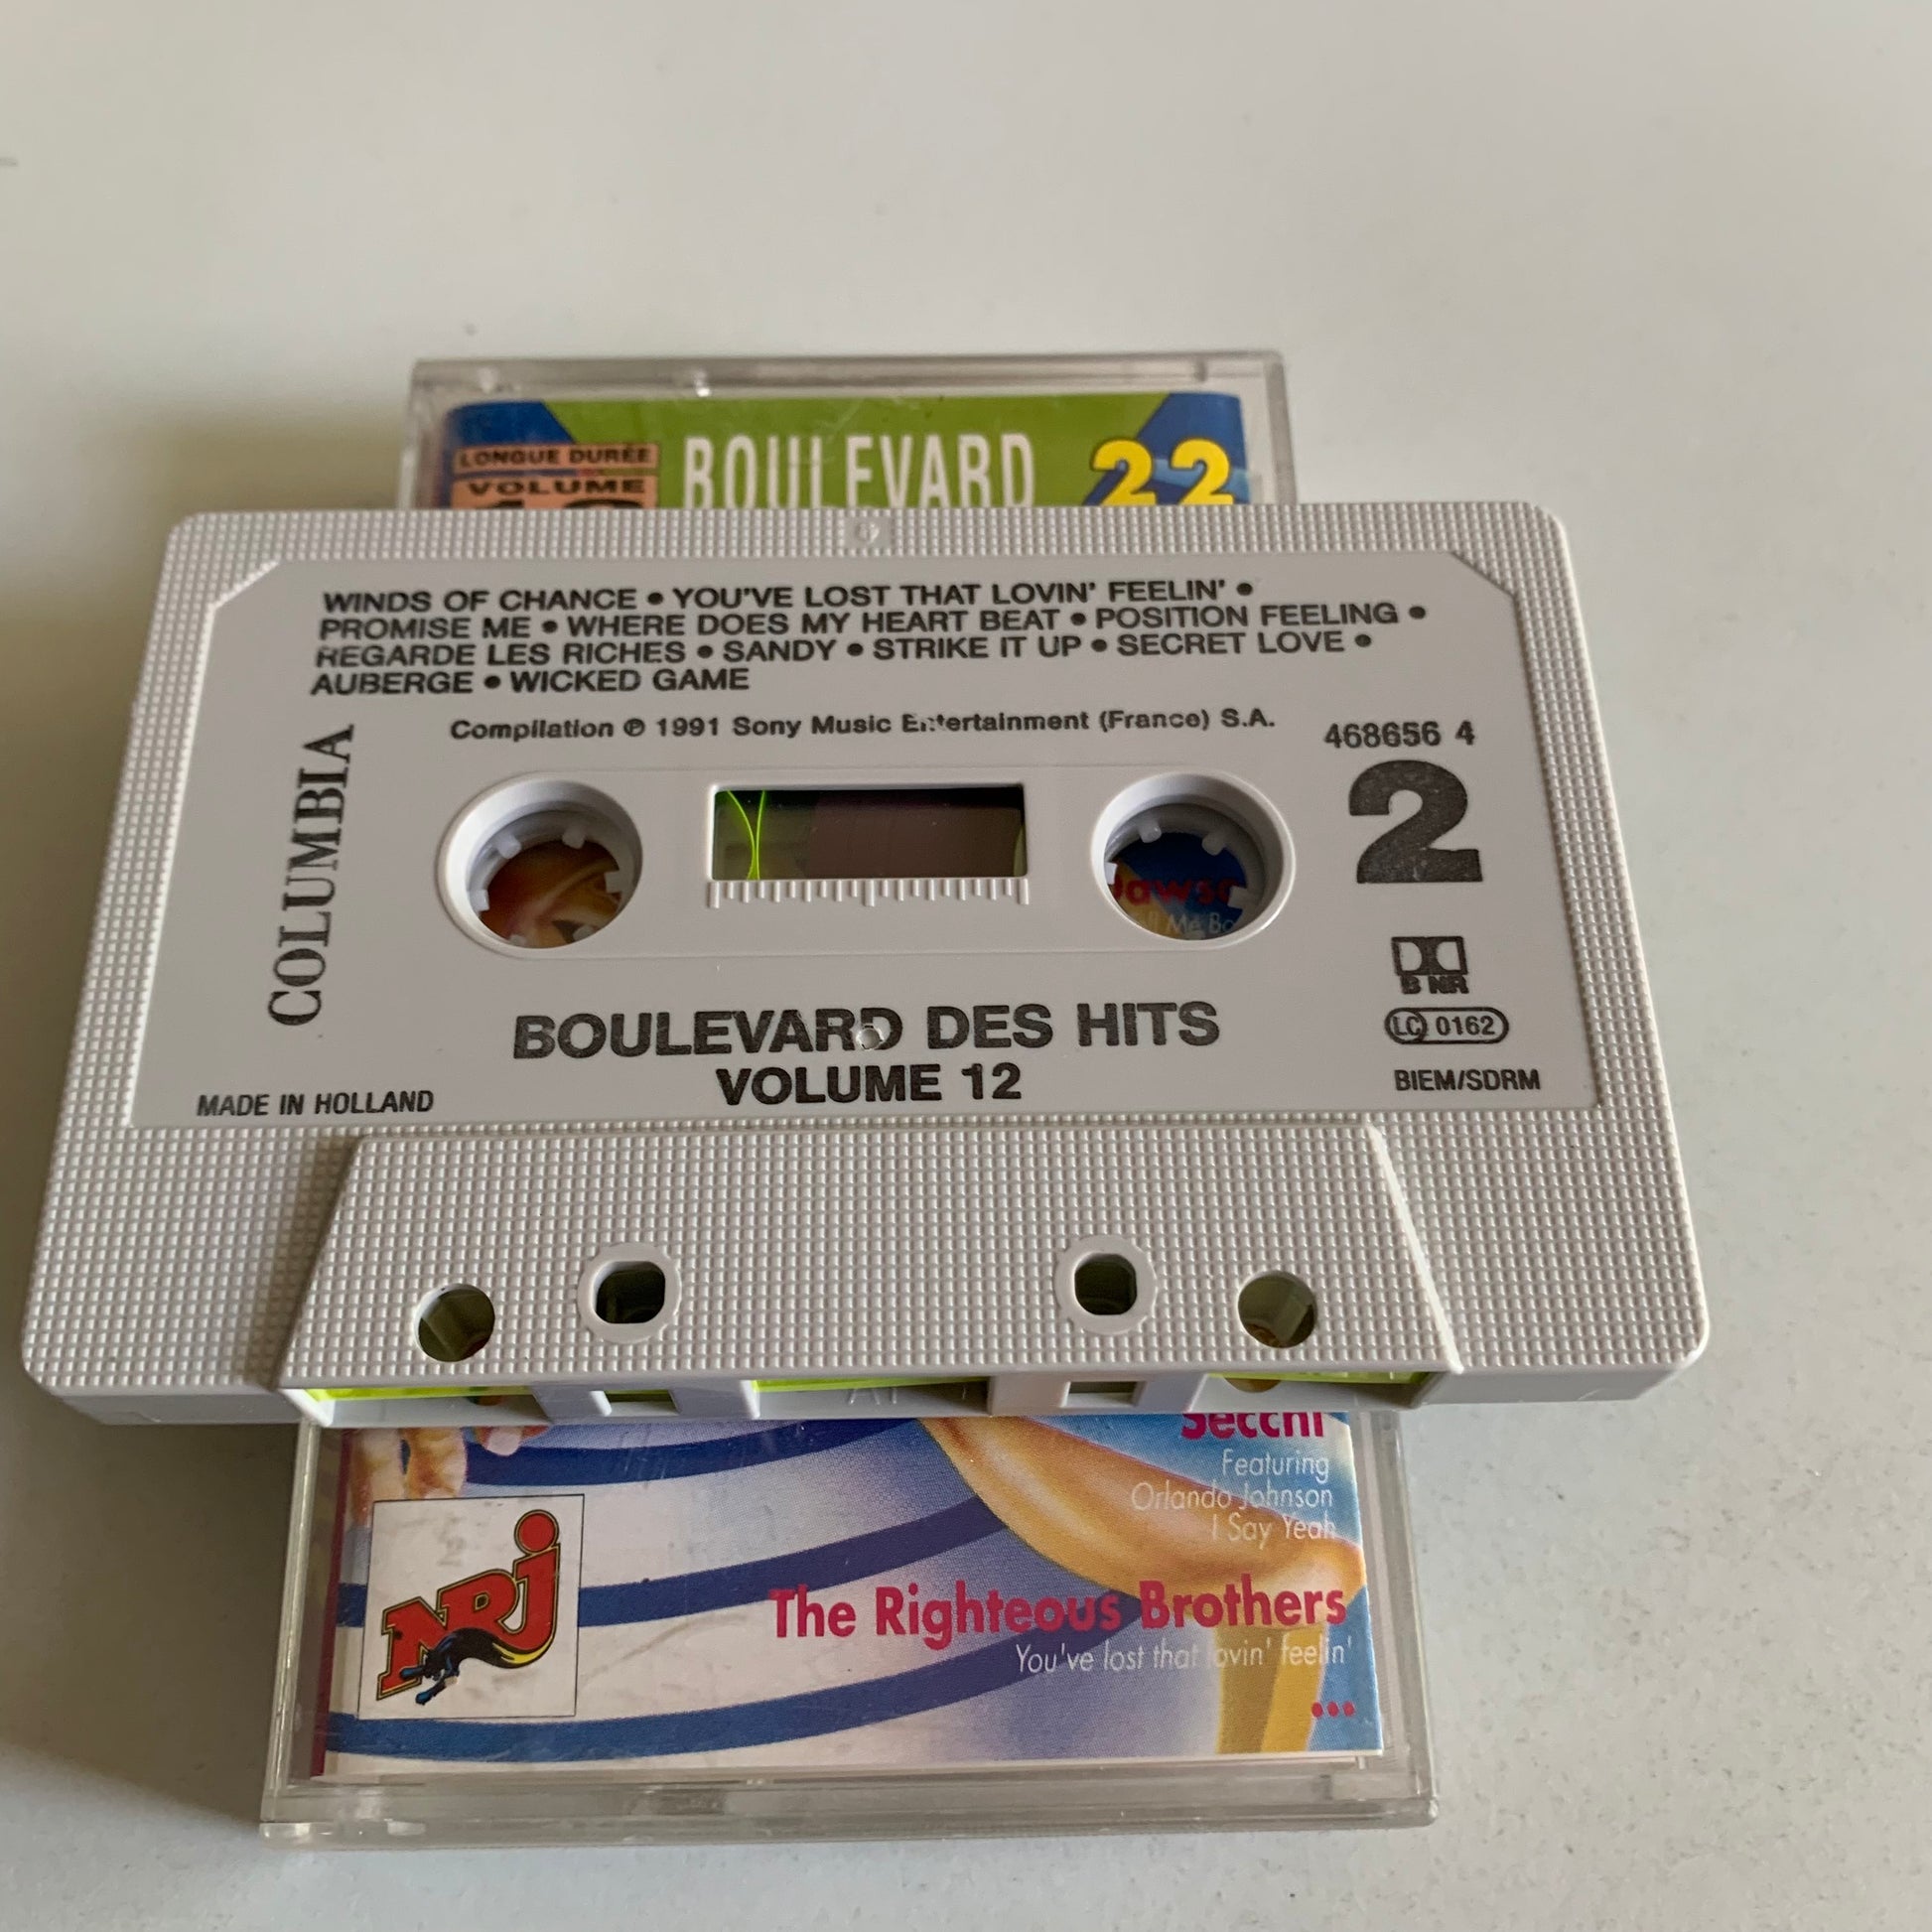 LONGUE DURÉE
VOLUME
BOULEVARD 22
WINDS OF CHANCE • YOU'VE LOST THAT LOVIN' FEELIN' •
PROMISE ME • WHERE DOES MY HEART BEAT • POSITION FEELING •
REGARDE LES RICHES • SANDY • STRIKE IT UP • SECRET LOVE •
AUBERGE • WICKED GAME
Compilation ℗ 1991 Sony Music Entertainment (France) S.A.
468656 4
2
COLUMBIA
B NR
LC 0162
BIEM/SDRM
BOULEVARD DES HITS
VOLUME 12
MADE IN HOLLAND
Secchi
Featuring
Orlando Johnson
I Say Yeah
NRJ
The Righteous Brothers
You've lost that lovin' feelin'
...